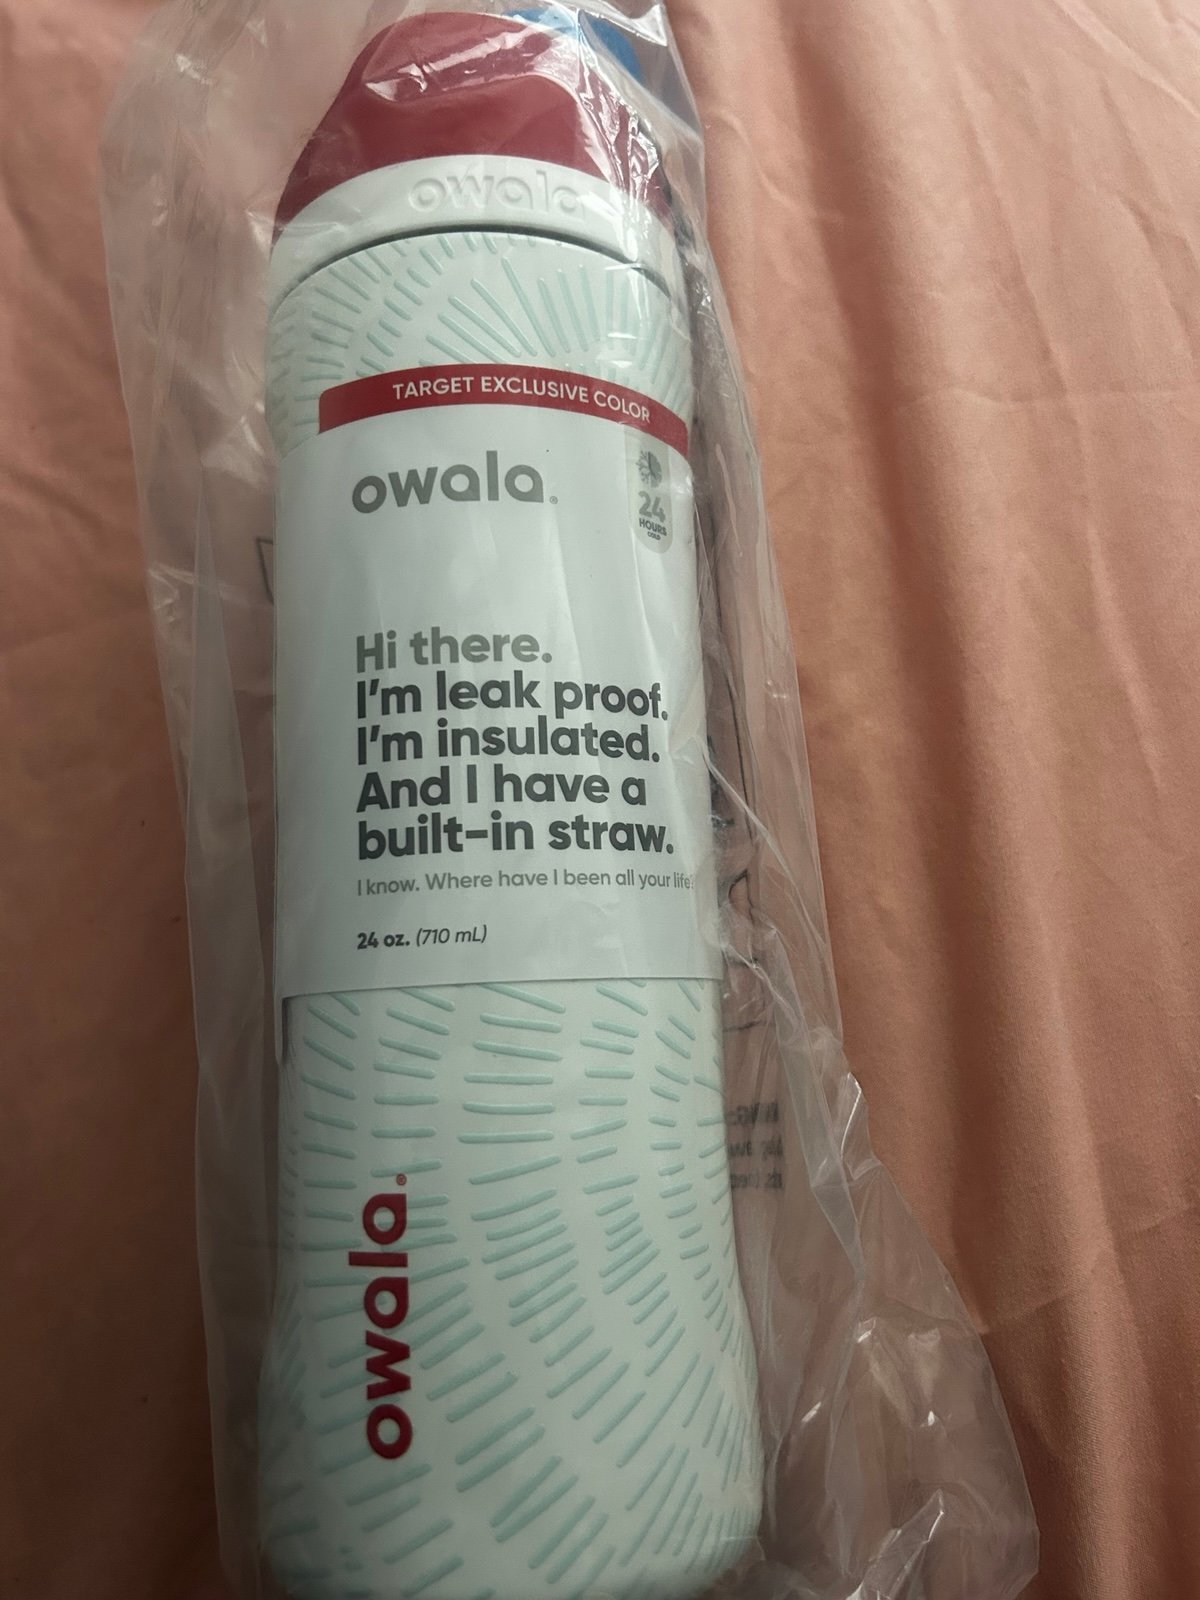 owala
TARGET EXCLUSIVE COLOR
owala®
24
HOURS
COLD
Hi there.
I'm leak proof.
I'm insulated.
And I have a
built-in straw.
I know. Where have I been all your life?
24 oz. (710 mL)
owala®